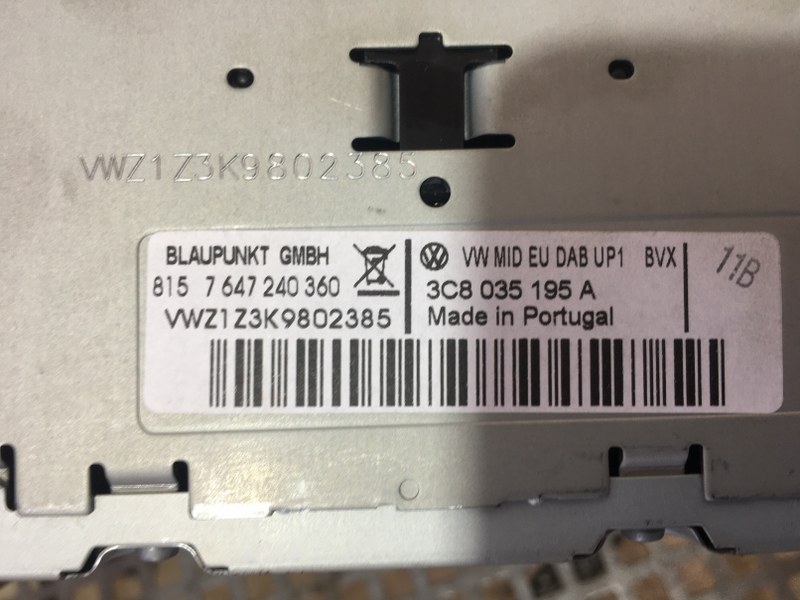 VWZ1Z3K9802385
BLAUPUNKT GMBH
815 7 647 240 360
VWZ1Z3K9802385
VW MID EU DAB UP1 BVX
3C8 035 195 A
Made in Portugal
11B